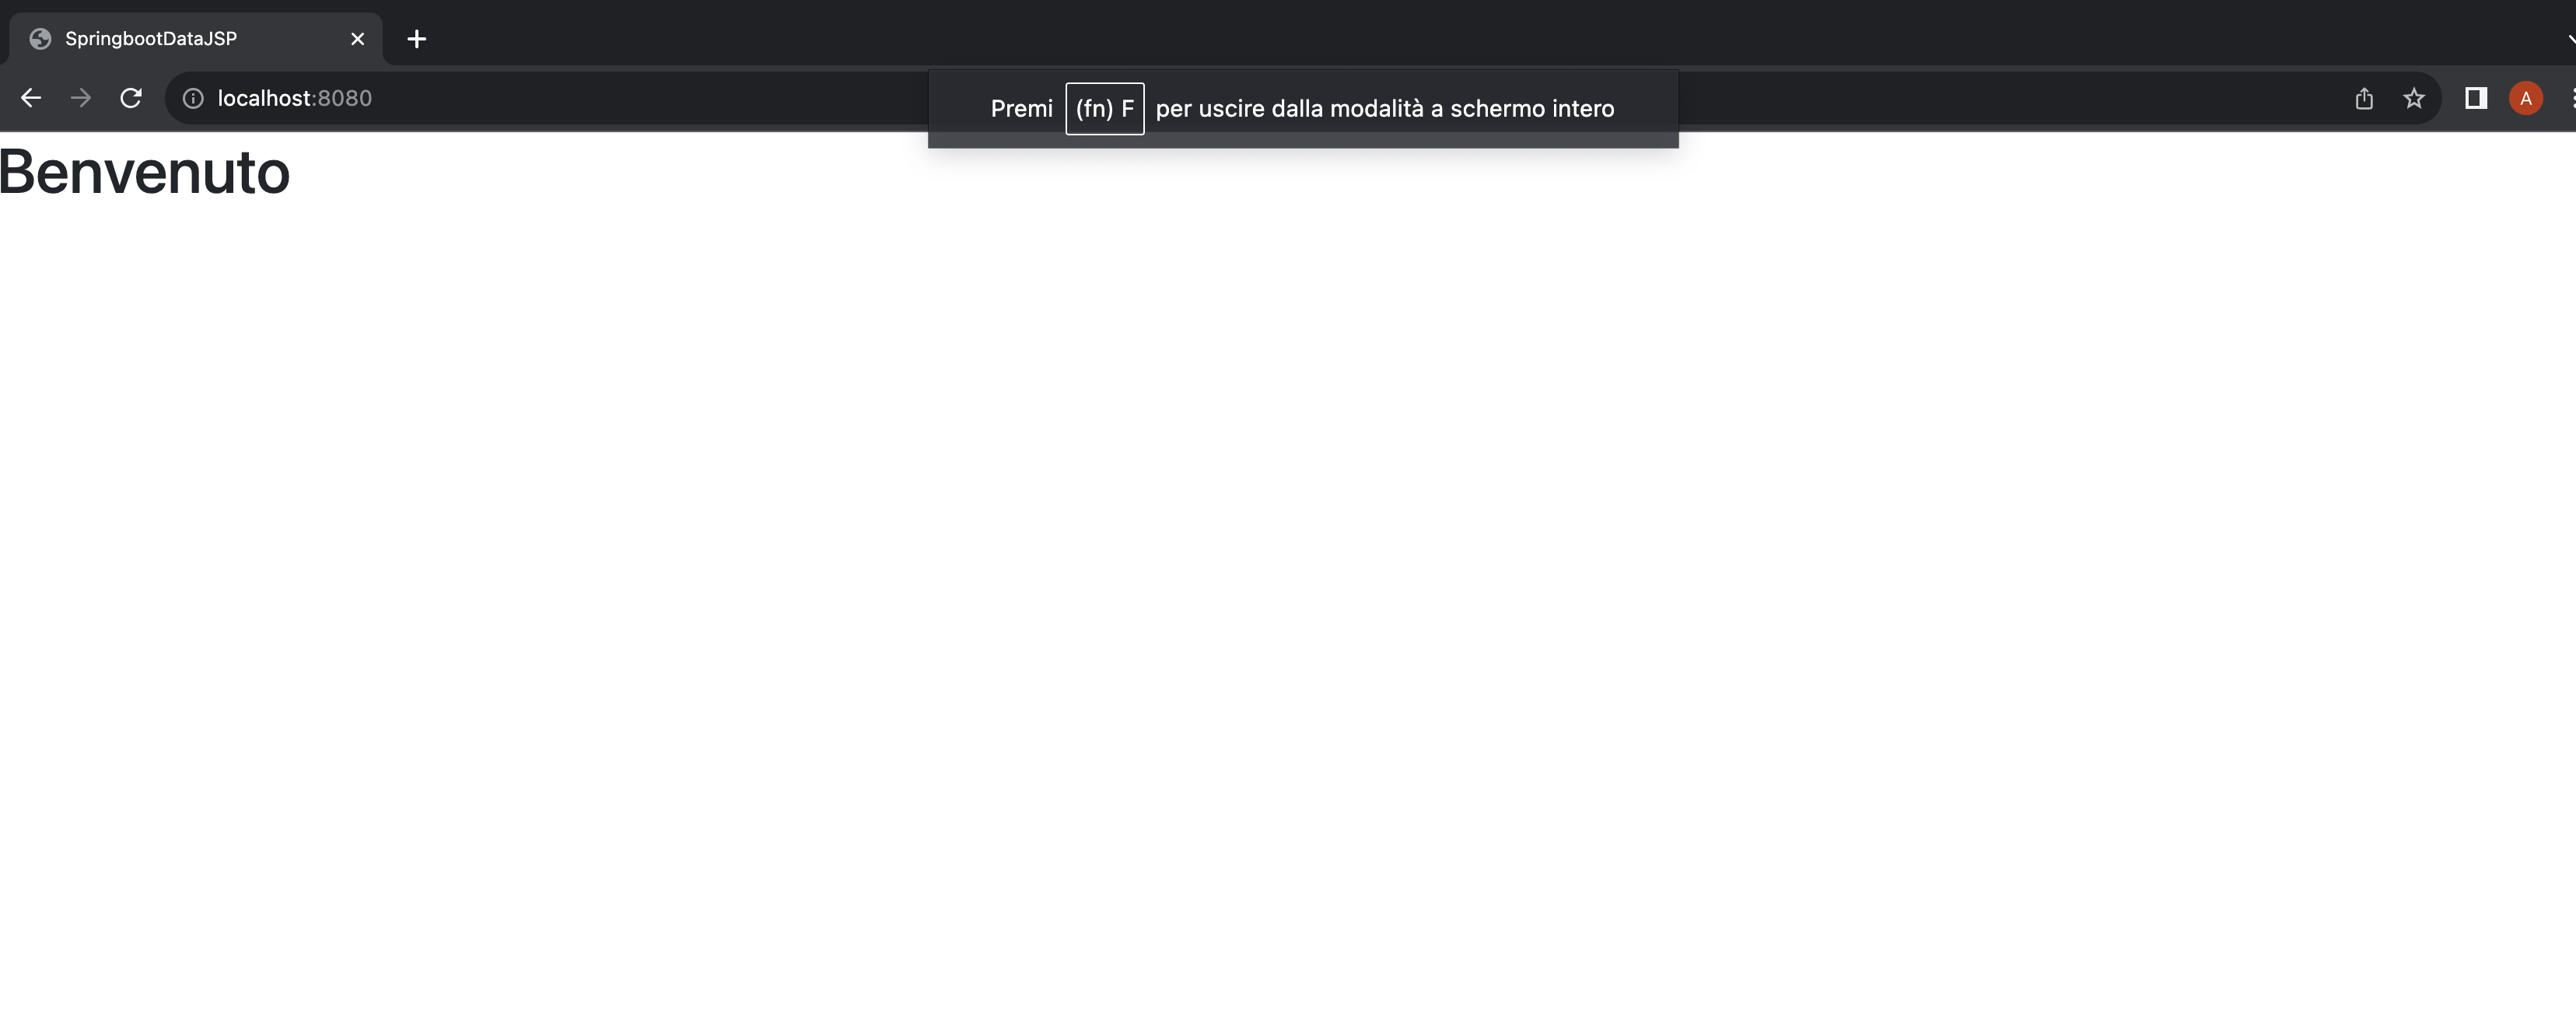 SpringbootDataJSP
localhost:8080
Premi (fn) F per uscire dalla modalità a schermo intero
A
Benvenuto